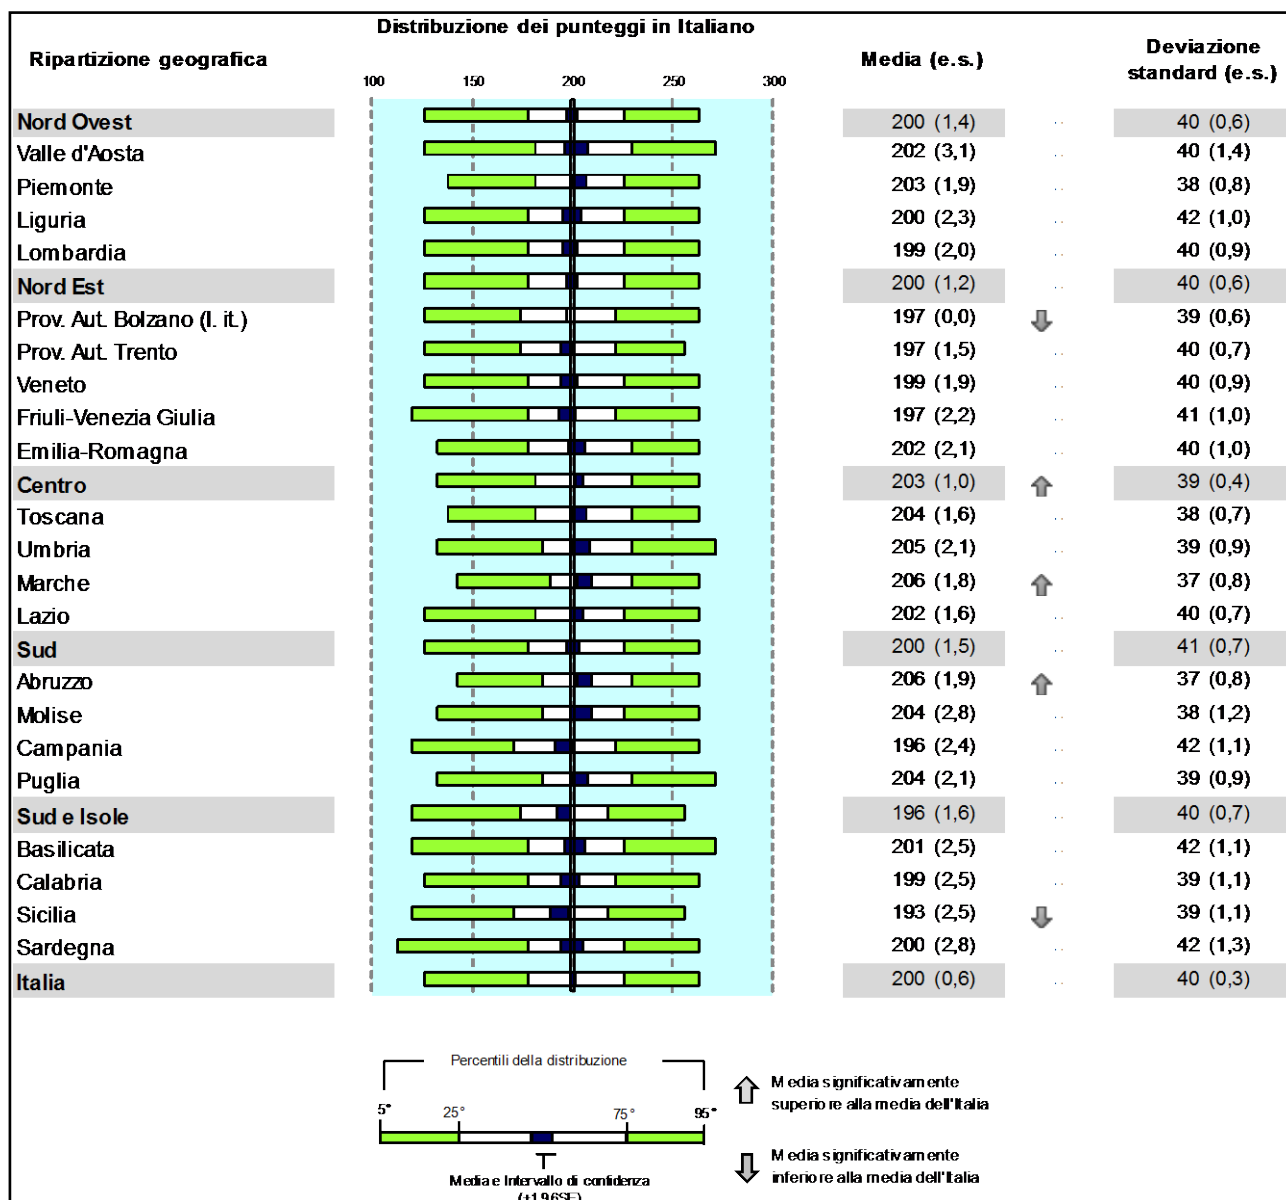 Distribuzione dei punteggi in Italiano
Ripartizione geografica Media (e.s.) Deviazione standard (e.s.)
100 150 200 250 300
Nord Ovest 200 (1,4) .. 40 (0,6)
Valle d'Aosta 202 (3,1) .. 40 (1,4)
Piemonte 203 (1,9) .. 38 (0,8)
Liguria 200 (2,3) .. 42 (1,0)
Lombardia 199 (2,0) .. 40 (0,9)
Nord Est 200 (1,2) .. 40 (0,6)
Prov. Aut. Bolzano (l. it.) 197 (0,0) 39 (0,6)
Prov. Aut. Trento 197 (1,5) .. 40 (0,7)
Veneto 199 (1,9) .. 40 (0,9)
Friuli-Venezia Giulia 197 (2,2) .. 41 (1,0)
Emilia-Romagna 202 (2,1) .. 40 (1,0)
Centro 203 (1,0) 39 (0,4)
Toscana 204 (1,6) .. 38 (0,7)
Umbria 205 (2,1) .. 39 (0,9)
Marche 206 (1,8) 37 (0,8)
Lazio 202 (1,6) .. 40 (0,7)
Sud 200 (1,5) .. 41 (0,7)
Abruzzo 206 (1,9) 37 (0,8)
Molise 204 (2,8) .. 38 (1,2)
Campania 196 (2,4) .. 42 (1,1)
Puglia 204 (2,1) .. 39 (0,9)
Sud e Isole 196 (1,6) .. 40 (0,7)
Basilicata 201 (2,5) .. 42 (1,1)
Calabria 199 (2,5) .. 39 (1,1)
Sicilia 193 (2,5) 39 (1,1)
Sardegna 200 (2,8) .. 42 (1,3)
Italia 200 (0,6) .. 40 (0,3)
Percentili della distribuzione
5° 25° 75° 95°
Media e Intervallo di confidenza
(±1.96SE)
Media significativamente
superiore alla media dell'Italia
Media significativamente
inferiore alla media dell'Italia